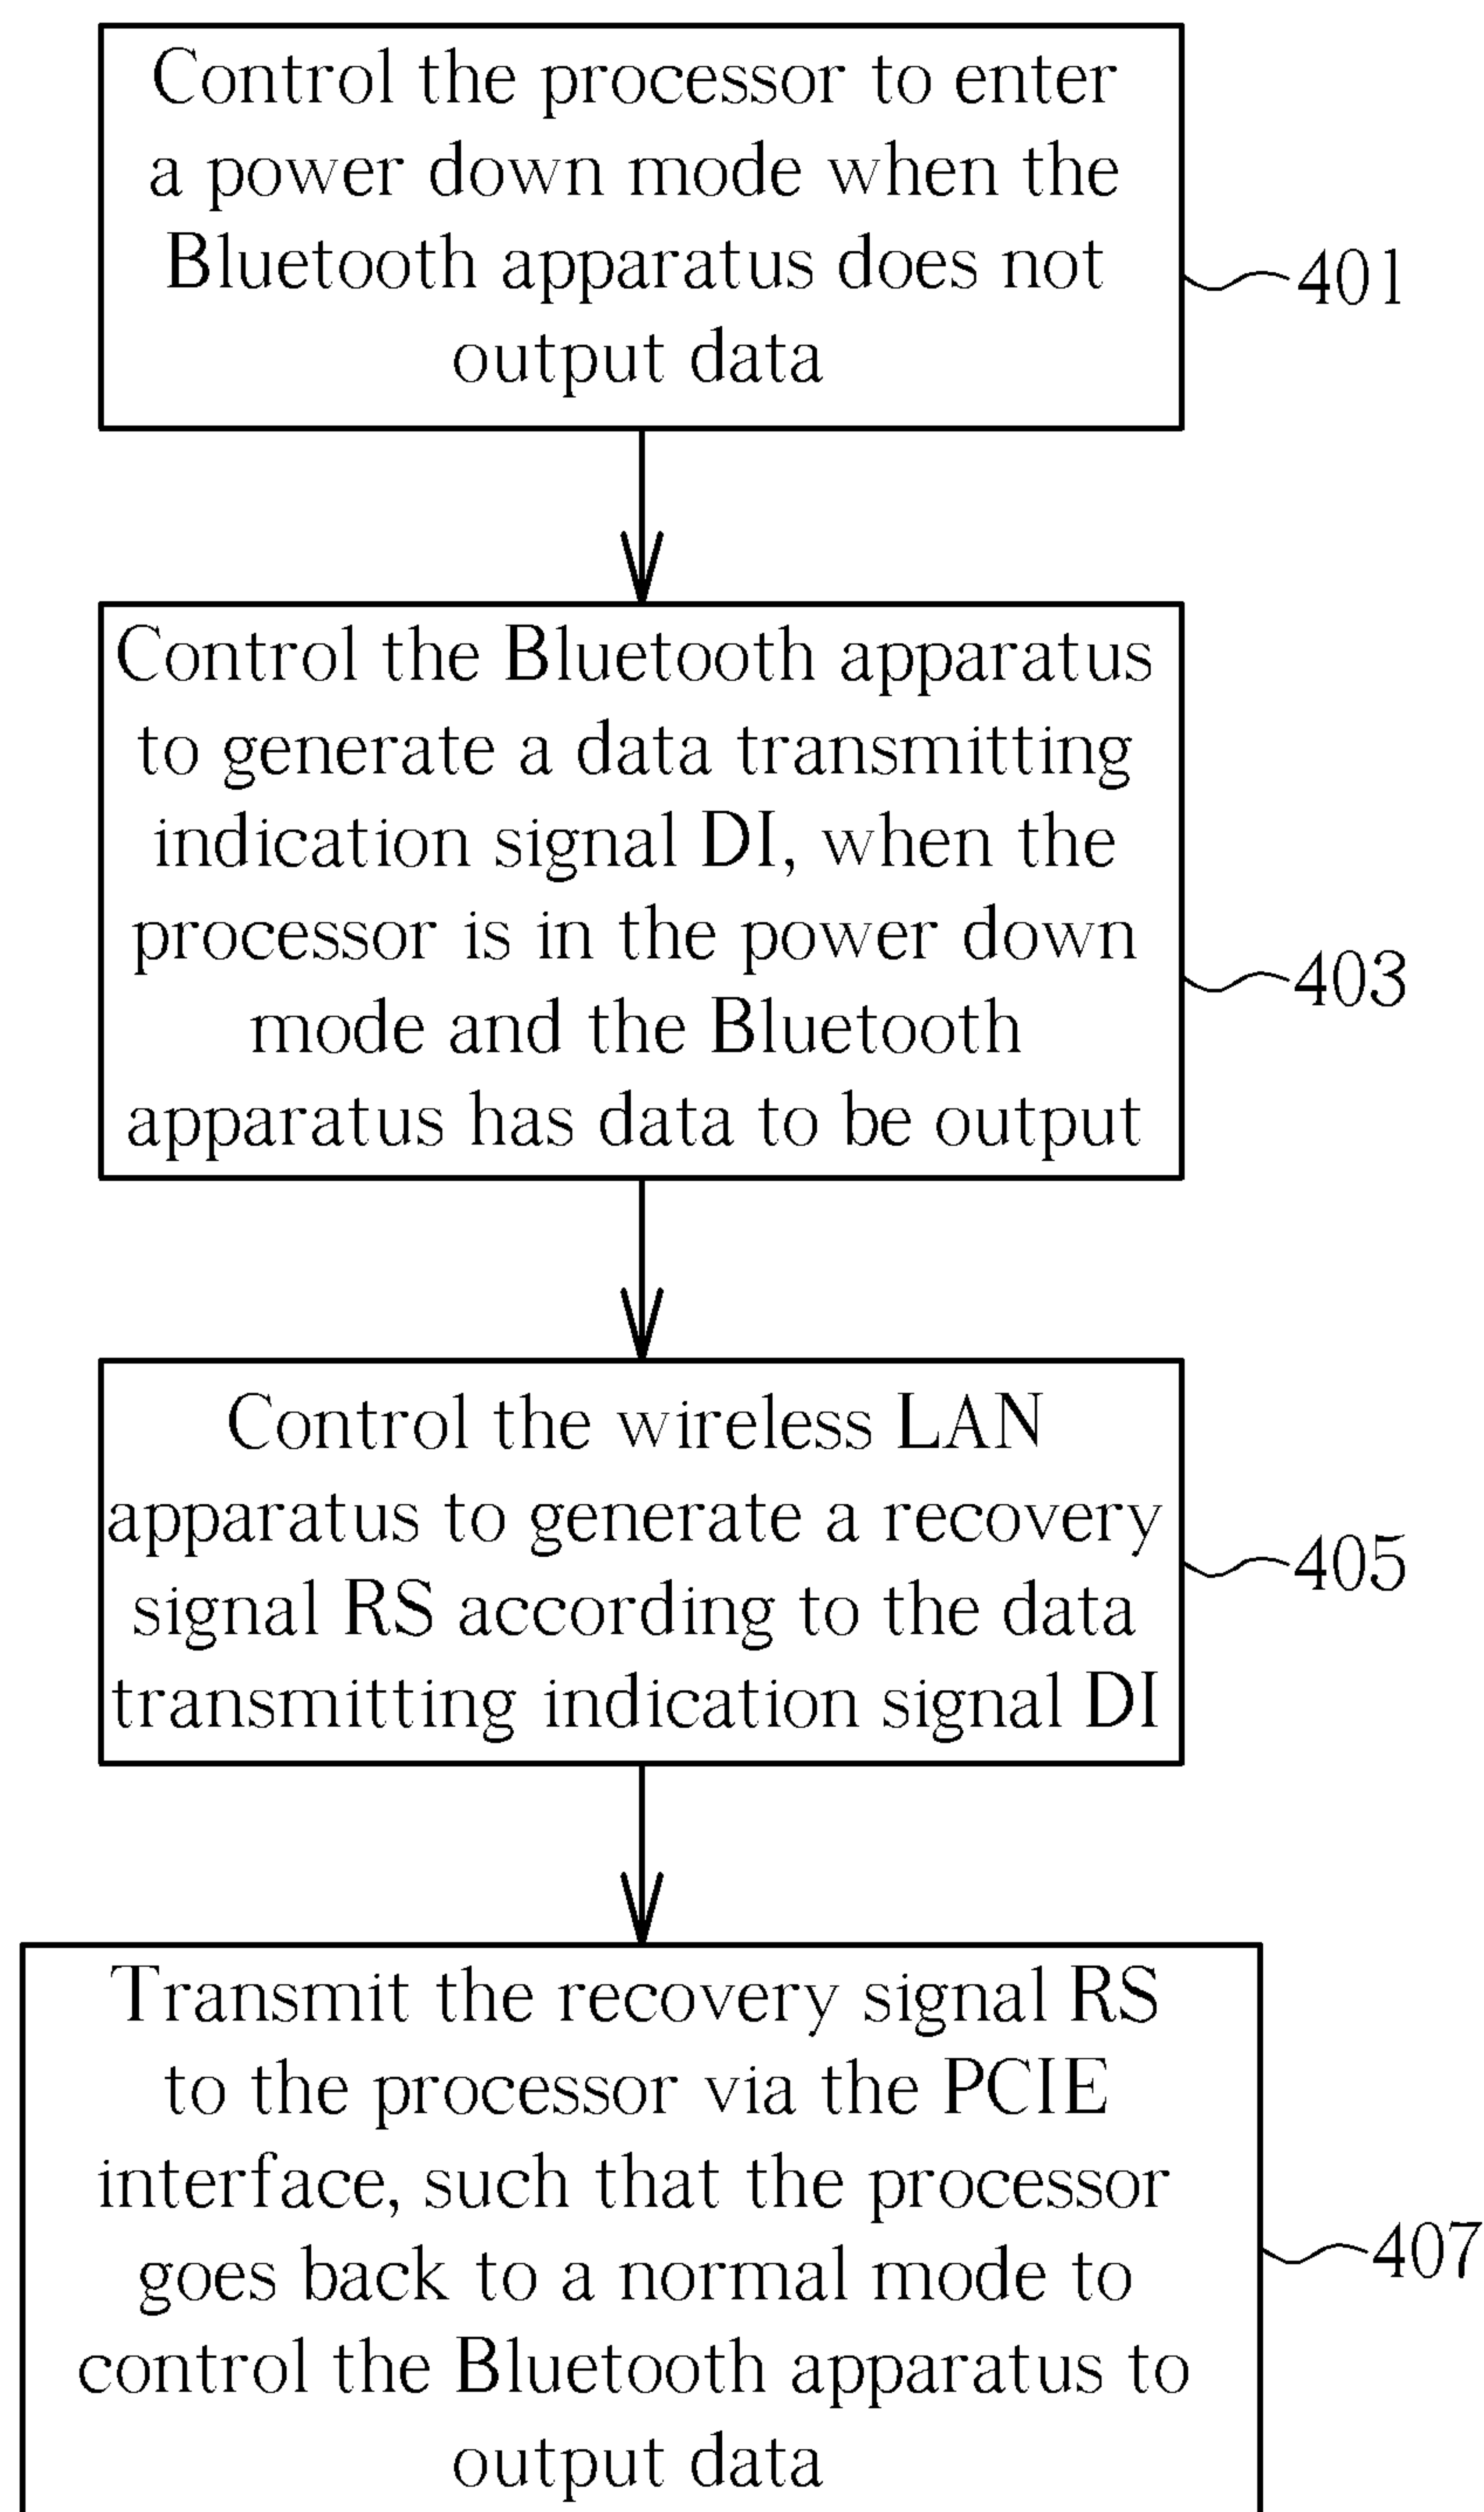 Control the processor to enter
a power down mode when the
Bluetooth apparatus does not
output data
401
Control the Bluetooth apparatus
to generate a data transmitting
indication signal DI, when the
processor is in the power down
mode and the Bluetooth
apparatus has data to be output
403
Control the wireless LAN
apparatus to generate a recovery
signal RS according to the data
transmitting indication signal DI
405
Transmit the recovery signal RS
to the processor via the PCIE
interface, such that the processor
goes back to a normal mode to
control the Bluetooth apparatus to
output data
407